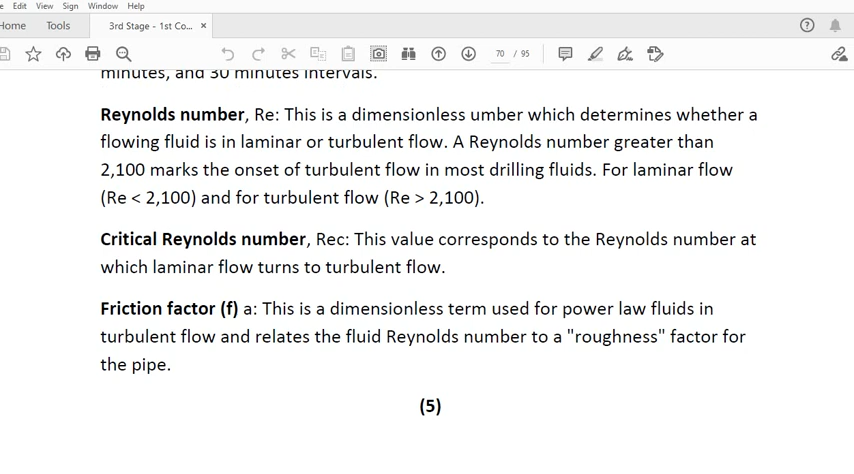 e Edit View Sign Window Help
Home Tools 3rd Stage - 1st Co... ×
70 / 95
minutes, and 30 minutes intervals.
Reynolds number, Re: This is a dimensionless umber which determines whether a
flowing fluid is in laminar or turbulent flow. A Reynolds number greater than
2,100 marks the onset of turbulent flow in most drilling fluids. For laminar flow
(Re < 2,100) and for turbulent flow (Re > 2,100).
Critical Reynolds number, Rec: This value corresponds to the Reynolds number at
which laminar flow turns to turbulent flow.
Friction factor (f) a: This is a dimensionless term used for power law fluids in
turbulent flow and relates the fluid Reynolds number to a "roughness" factor for
the pipe.
(5)